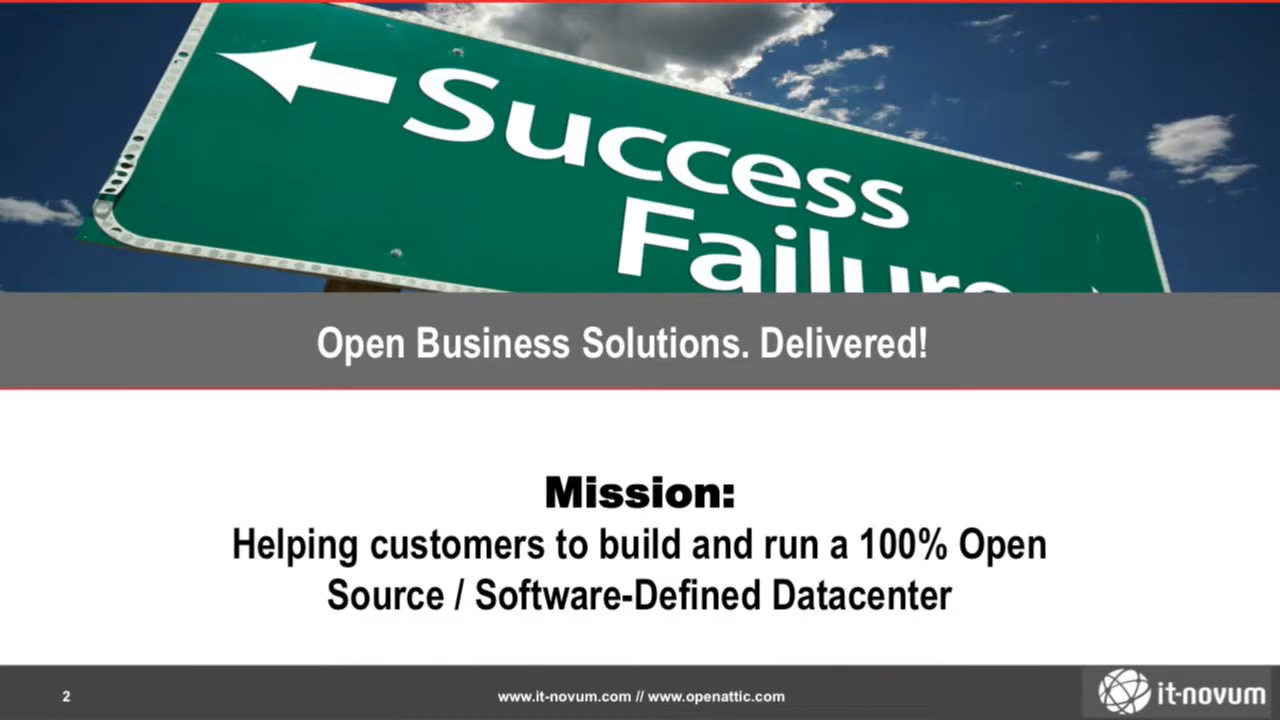 Success
Failure
Open Business Solutions. Delivered!
Mission:
Helping customers to build and run a 100% Open
Source / Software-Defined Datacenter
2
www.it-novum.com // www.openattic.com
it-novum